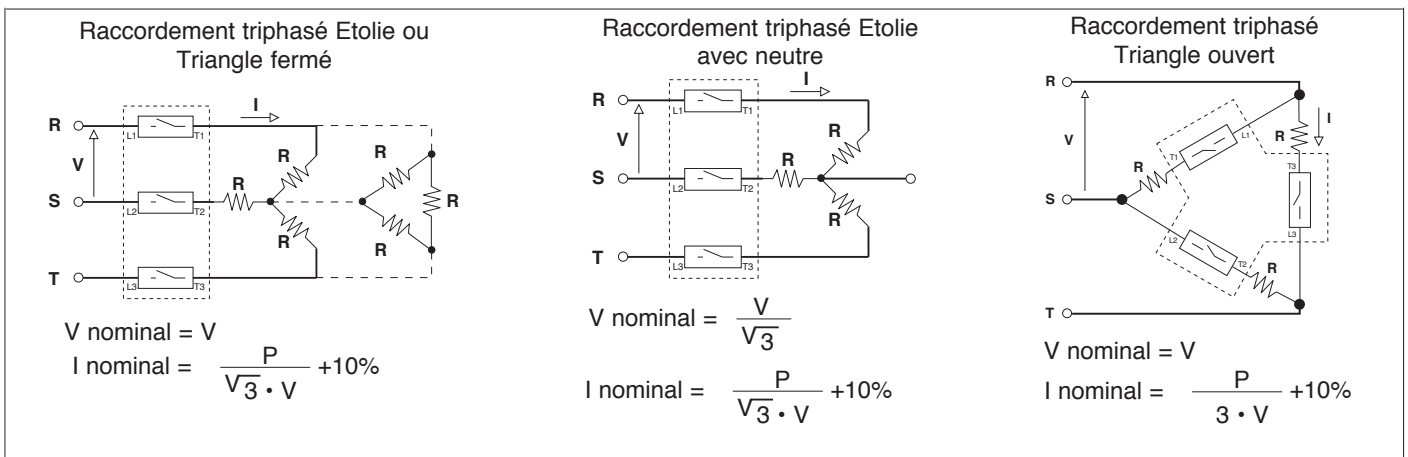 Raccordement triphasé Etolie ou
Triangle fermé
I
R
L1
T1
V
R
R
R
R
S
L2
T2
R
R
T
L3
T3
V nominal = V
I nominal = P / √3 • V +10%
Raccordement triphasé Etolie
avec neutre
I
R
L1
T1
R
V
R
S
L2
T2
R
T
L3
T3
V nominal = V / √3
I nominal = P / √3 • V +10%
Raccordement triphasé
Triangle ouvert
R
V
L1
R
I
T1
T3
R
S
L2
L3
T2
R
T
V nominal = V
I nominal = P / 3 • V +10%